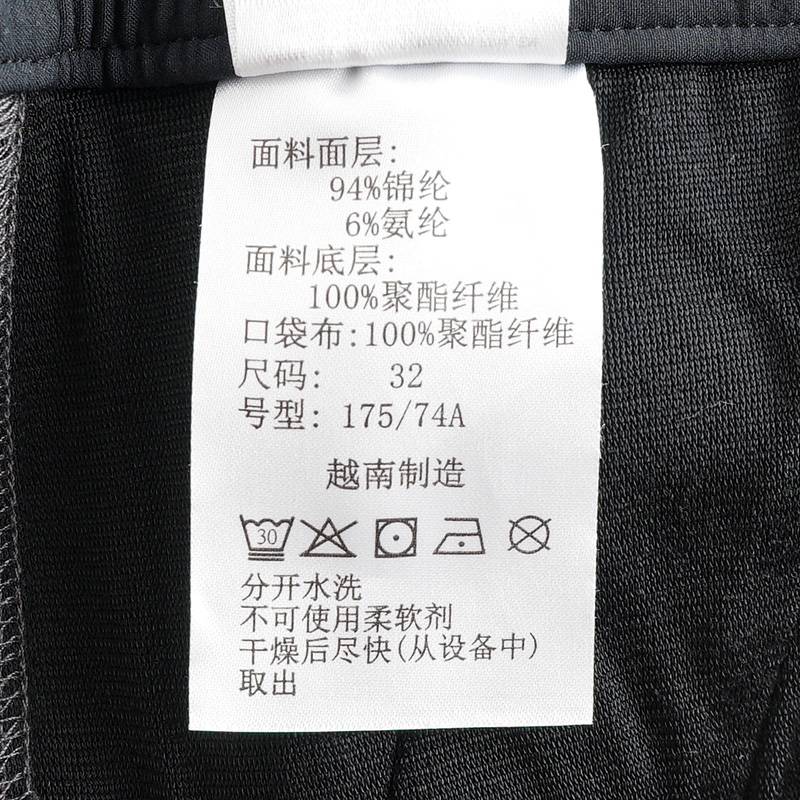 面料面层:
94%锦纶
6%氨纶
面料底层:
100%聚酯纤维
口袋布:100%聚酯纤维
尺码: 32
号型: 175/74A
越南制造
30
分开水洗
不可使用柔软剂
干燥后尽快(从设备中)
取出